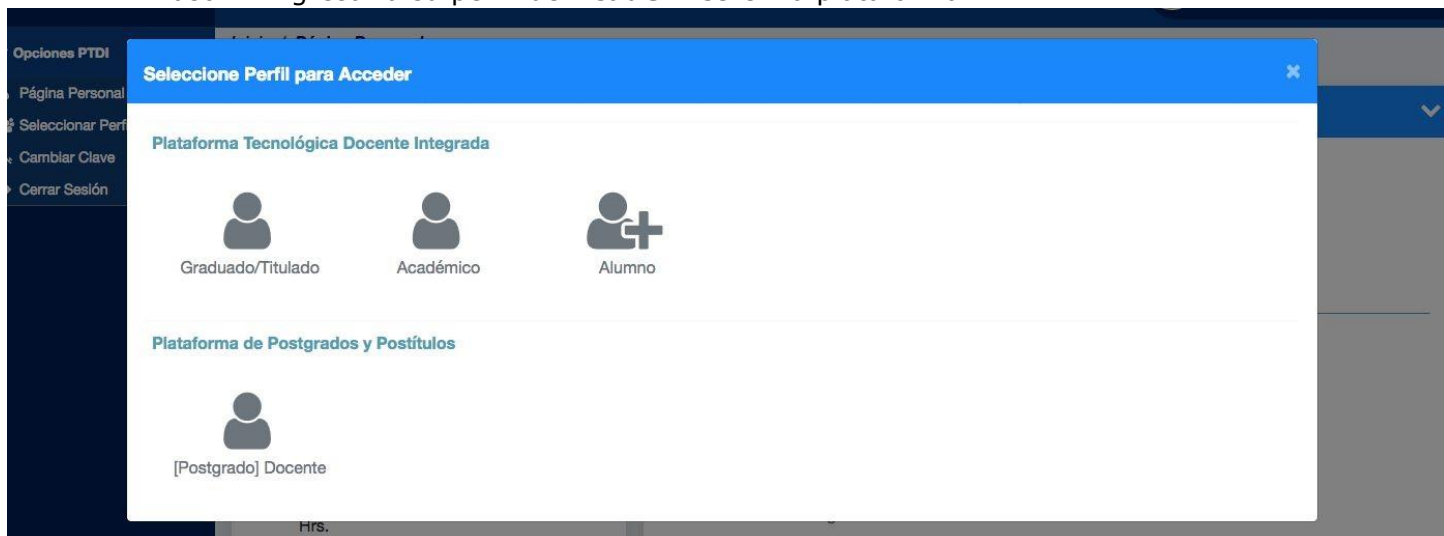 Opciones PTDI
Seleccione Perfil para Acceder
Página Personal
Seleccionar Perfi
Cambiar Clave
Cerrar Sesión
Plataforma Tecnológica Docente Integrada
Graduado/Titulado
Académico
Alumno
Plataforma de Postgrados y Postítulos
[Postgrado] Docente
Hrs.